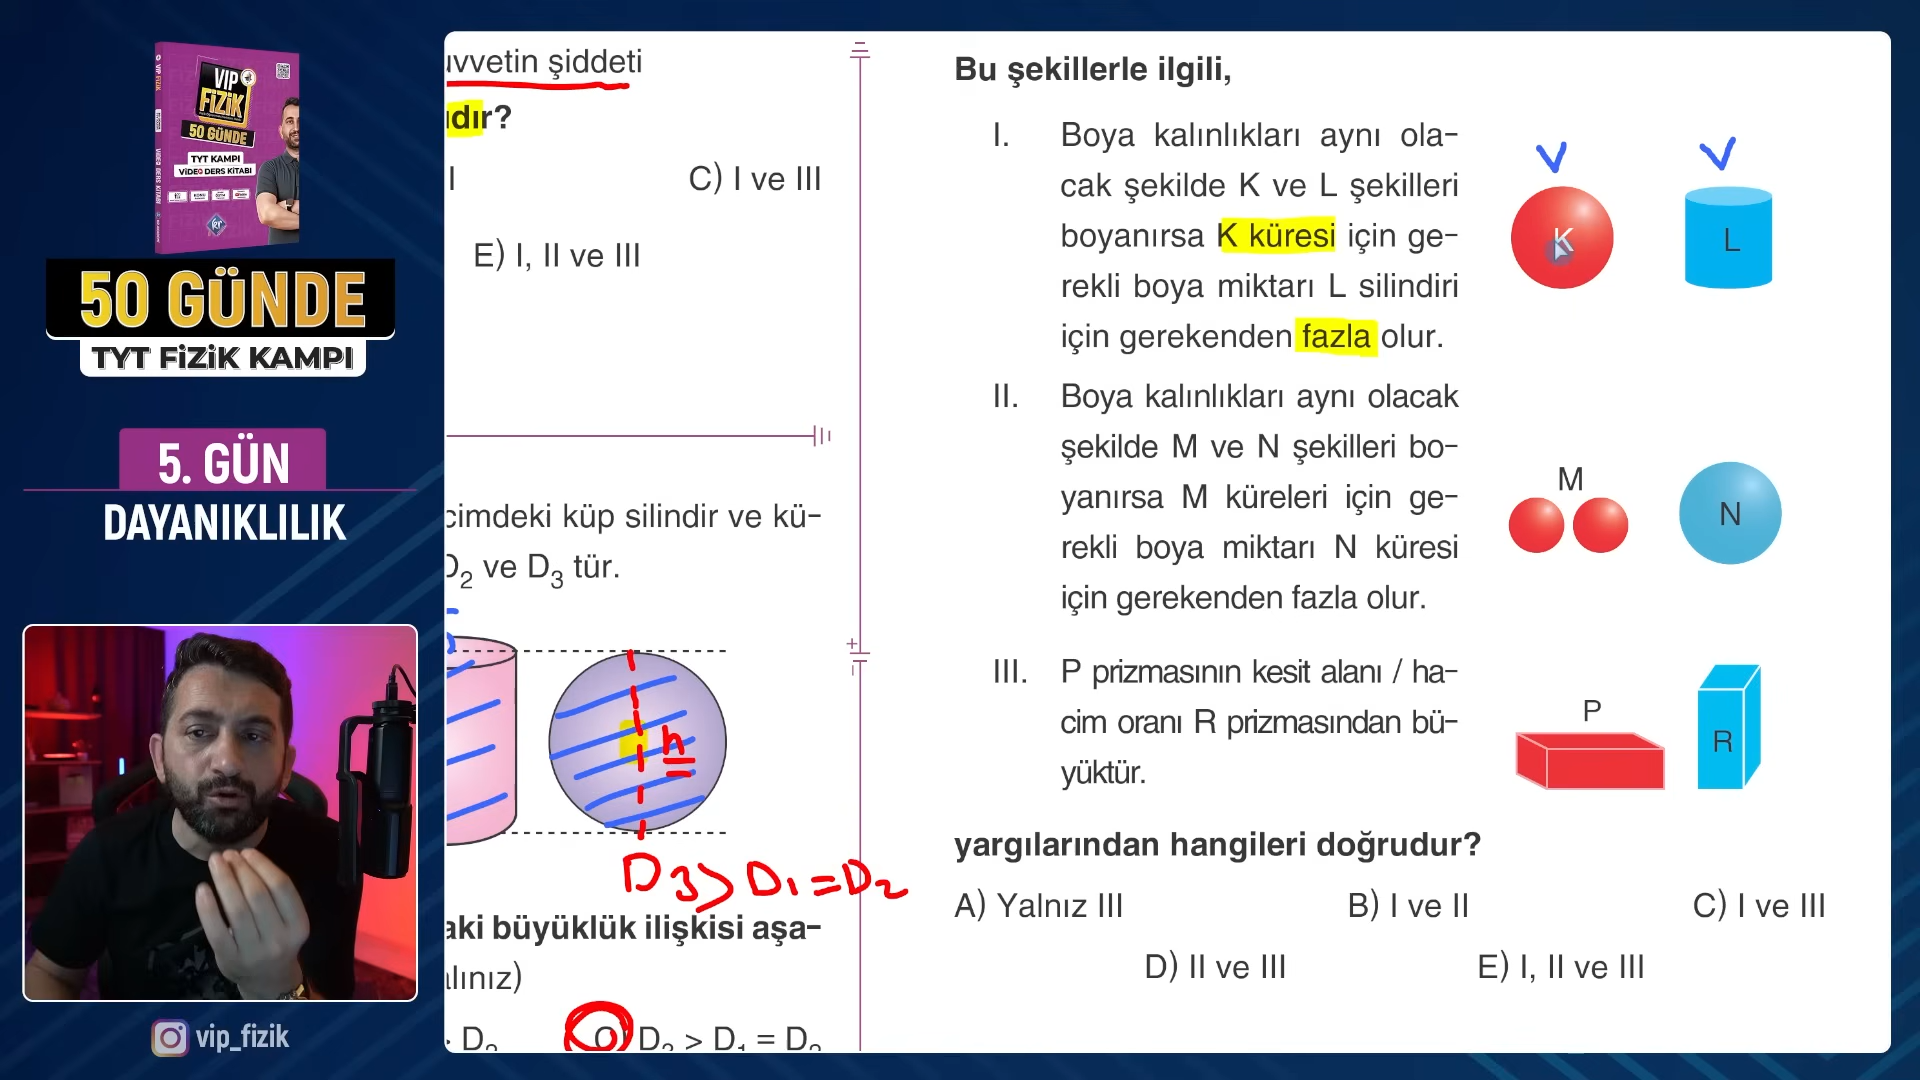 VIP
FİZİK
50 GÜNDE
TYT KAMPI
VİDEO DERS KİTABI
50 GÜNDE
TYT FİZİK KAMPI
5. GÜN
DAYANIKLILIK
vip_fizik
uvvetin şiddeti
ıdır?
I
C) I ve III
E) I, II ve III
cimdeki küp silindir ve kü-
D2 ve D3 tür.
h
D3 > D1 = D2
aki büyüklük ilişkisi aşa-
lınız)
Bu şekillerle ilgili,
I. Boya kalınlıkları aynı ola-
cak şekilde K ve L şekilleri
boyanırsa K küresi için ge-
rekli boya miktarı L silindiri
için gerekenden fazla olur.
V V
K L
II. Boya kalınlıkları aynı olacak
şekilde M ve N şekilleri bo-
yanırsa M küreleri için ge-
rekli boya miktarı N küresi
için gerekenden fazla olur.
M
N
III. P prizmasının kesit alanı / ha-
cim oranı R prizmasından bü-
yüktür.
P
R
yargılarından hangileri doğrudur?
A) Yalnız III
B) I ve II
C) I ve III
D) II ve III
E) I, II ve III